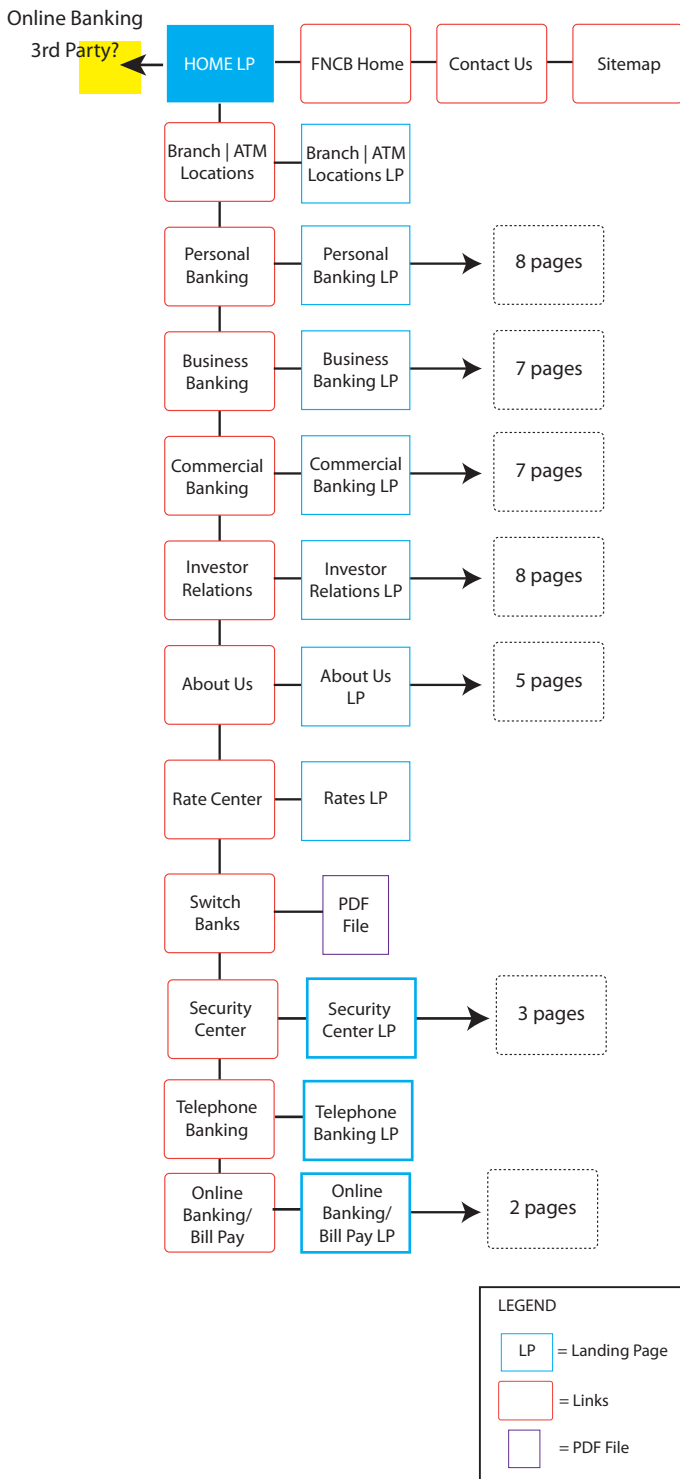 Online Banking
3rd Party?
HOME LP
FNCB Home
Contact Us
Sitemap
Branch | ATM
Locations
Branch | ATM
Locations LP
Personal
Banking
Personal
Banking LP
8 pages
Business
Banking
Business
Banking LP
7 pages
Commercial
Banking
Commercial
Banking LP
7 pages
Investor
Relations
Investor
Relations LP
8 pages
About Us
About Us
LP
5 pages
Rate Center
Rates LP
Switch
Banks
PDF
File
Security
Center
Security
Center LP
3 pages
Telephone
Banking
Telephone
Banking LP
Online
Banking/
Bill Pay
Online
Banking/
Bill Pay LP
2 pages
LEGEND
LP = Landing Page
= Links
= PDF File